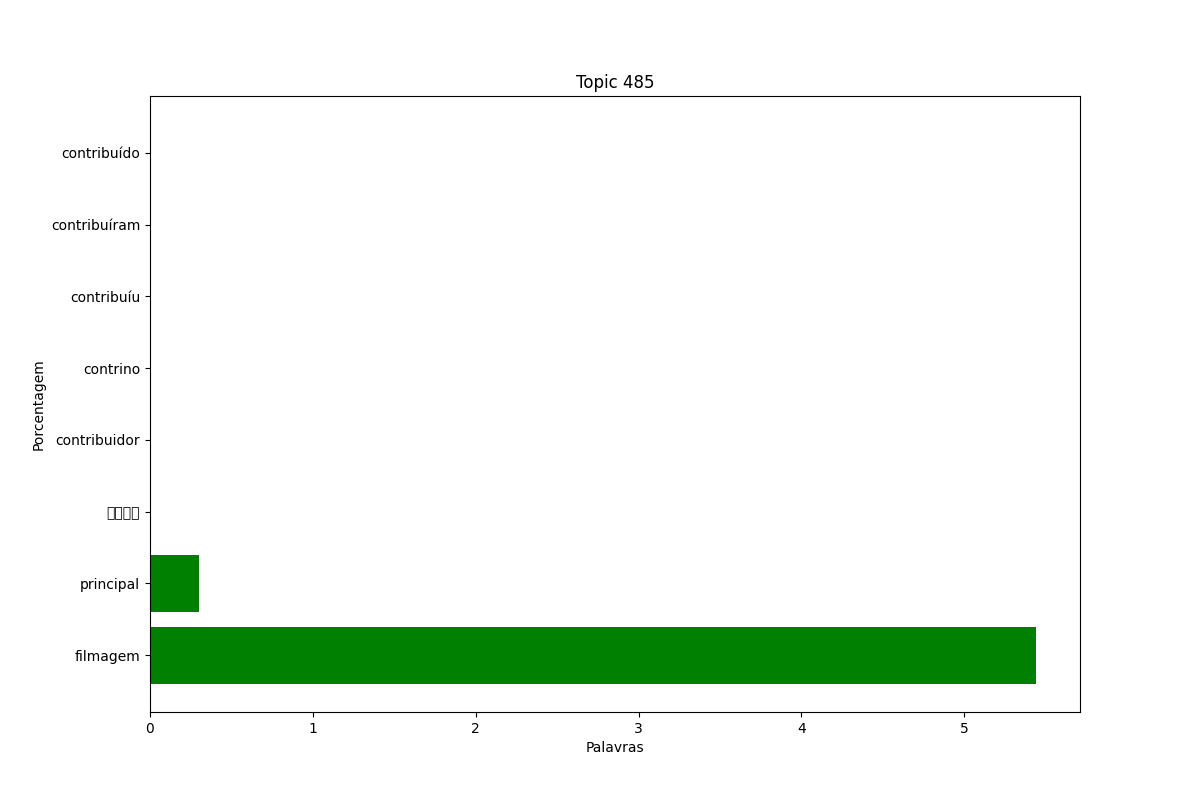 Topic 485
contribuído
contribuíram
contribuíu
contrino
contribuidor
principal
filmagem
Porcentagem
0 1 2 3 4 5
Palavras